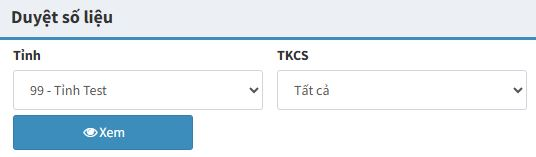 Duyệt số liệu
Tỉnh TKCS
99 - Tỉnh Test Tất cả
Xem